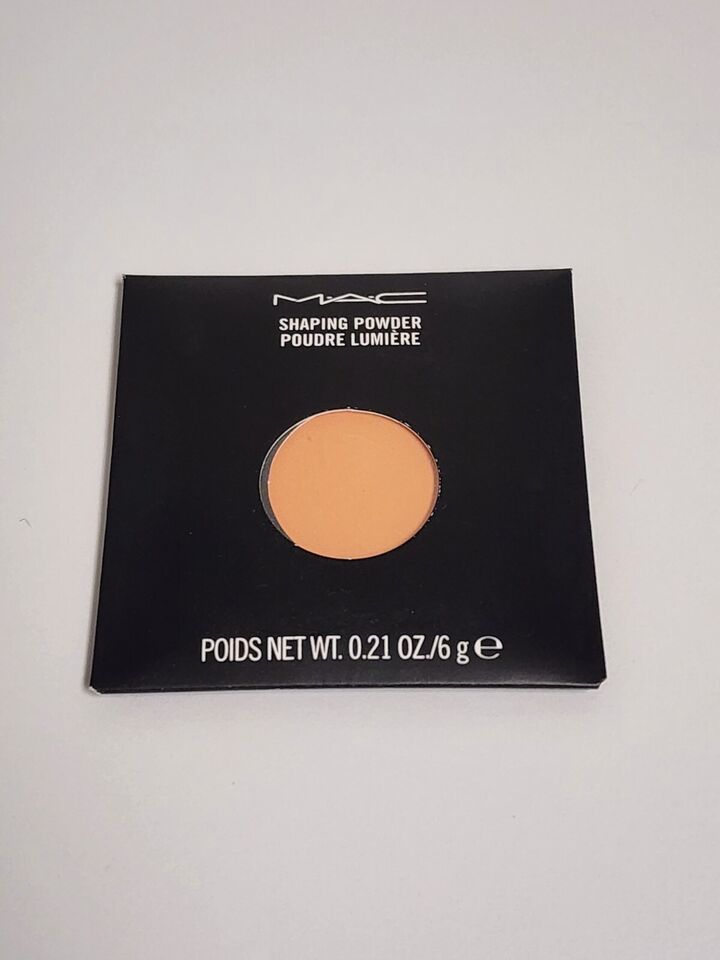 M·A·C
SHAPING POWDER
POUDRE LUMIÈRE
POIDS NET WT. 0.21 OZ./6 g ℮